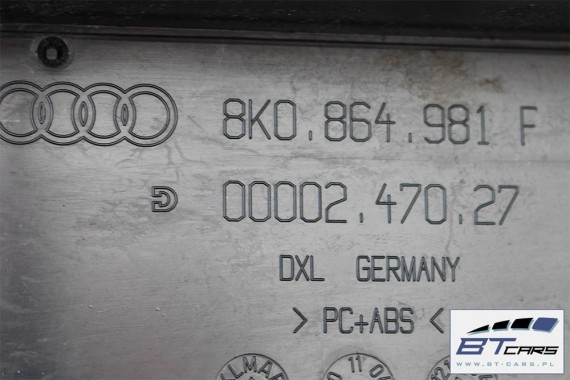 8K0.864.981 F
00002.470.27
DXL GERMANY
> PC+ABS <
BT CARS
WWW.BT-CARS.PL